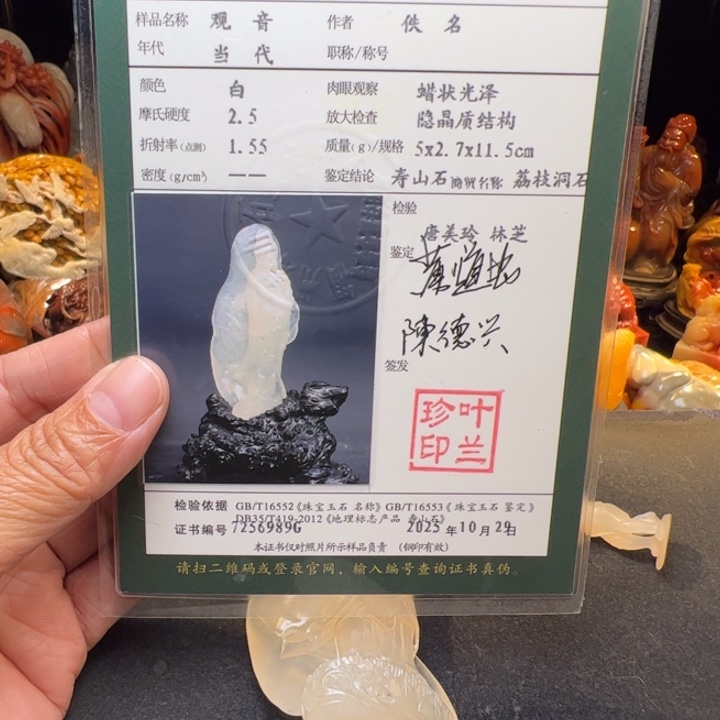 样品名称 观音 作者 佚名
年代 当代 职称/称号
颜色 白 肉眼观察 蜡状光泽
摩氏硬度 2.5 放大检查 隐晶质结构
折射率(点测) 1.55 质量(g)/规格 5x2.7x11.5cm
密度(g/cm³) —— 鉴定结论 寿山石 商贸名称 荔枝洞石
检验
唐美玲 林芝
鉴定
陳德兴
签发
珍叶
印兰
检验依据 GB/T16552《珠宝玉石 名称》GB/T16553《珠宝玉石 鉴定》
DB35/T419-2012《地理标志产品 寿山石》
证书编号 7256989G 2025年10月29日
本证书仅对照片所示样品负责 (钢印有效)
请扫二维码或登录官网，输入编号查询证书真伪。